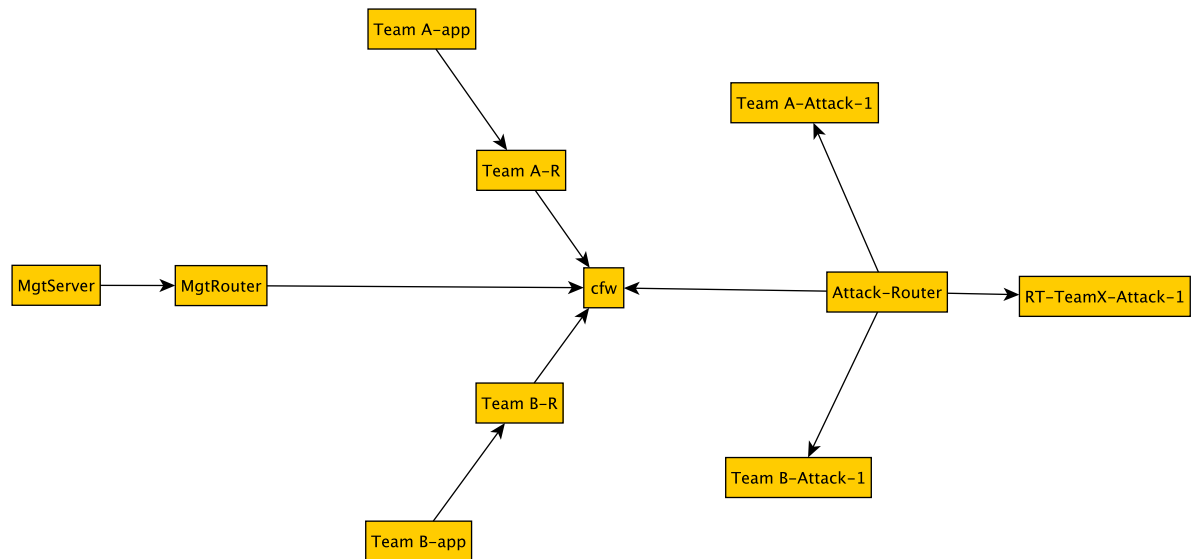 Team A-app
Team A-Attack-1
Team A-R
MgtServer
MgtRouter
cfw
Attack-Router
RT-TeamX-Attack-1
Team B-R
Team B-Attack-1
Team B-app